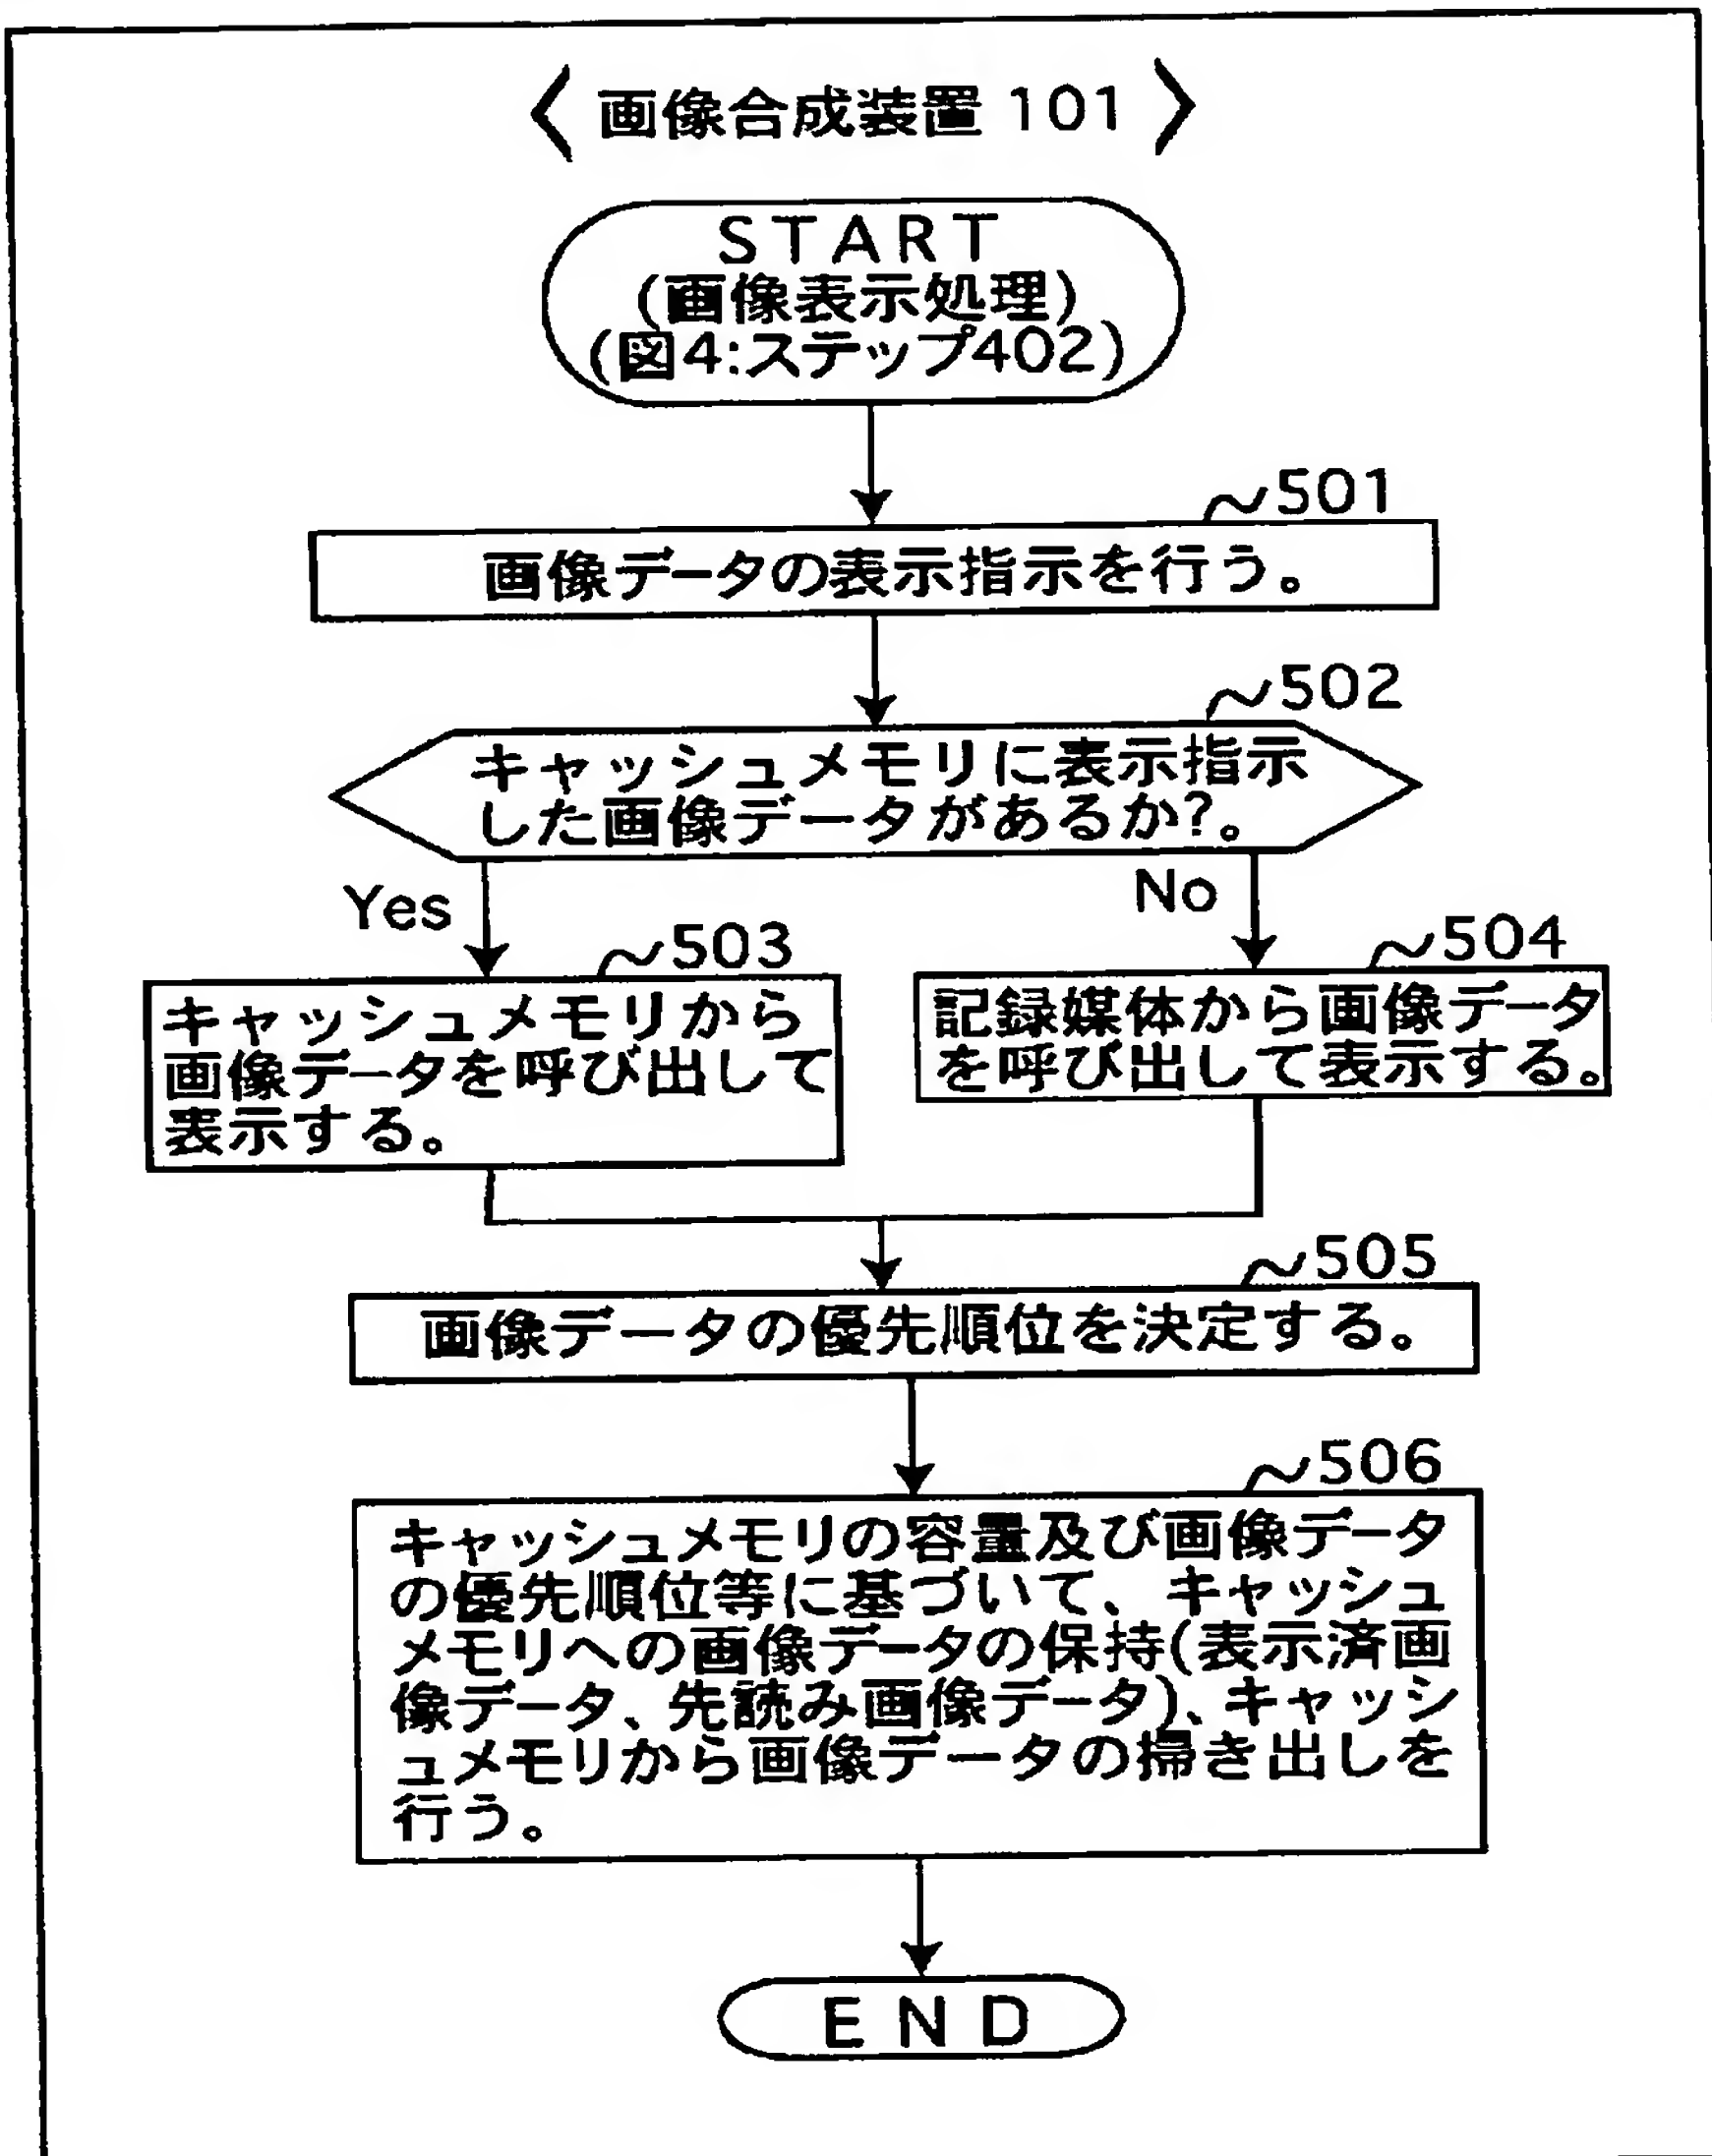 〈 画像合成装置 101 〉
START
(画像表示処理)
(図4:ステップ402)
501
画像データの表示指示を行う。
502
キャッシュメモリに表示指示
した画像データがあるか?。
Yes
No
503
キャッシュメモリから
画像データを呼び出して
表示する。
504
記録媒体から画像データ
を呼び出して表示する。
505
画像データの優先順位を決定する。
506
キャッシュメモリの容量及び画像データ
の優先順位等に基づいて、キャッシュ
メモリへの画像データの保持(表示済画
像データ、先読み画像データ)、キャッシ
ュメモリから画像データの掃き出しを
行う。
END